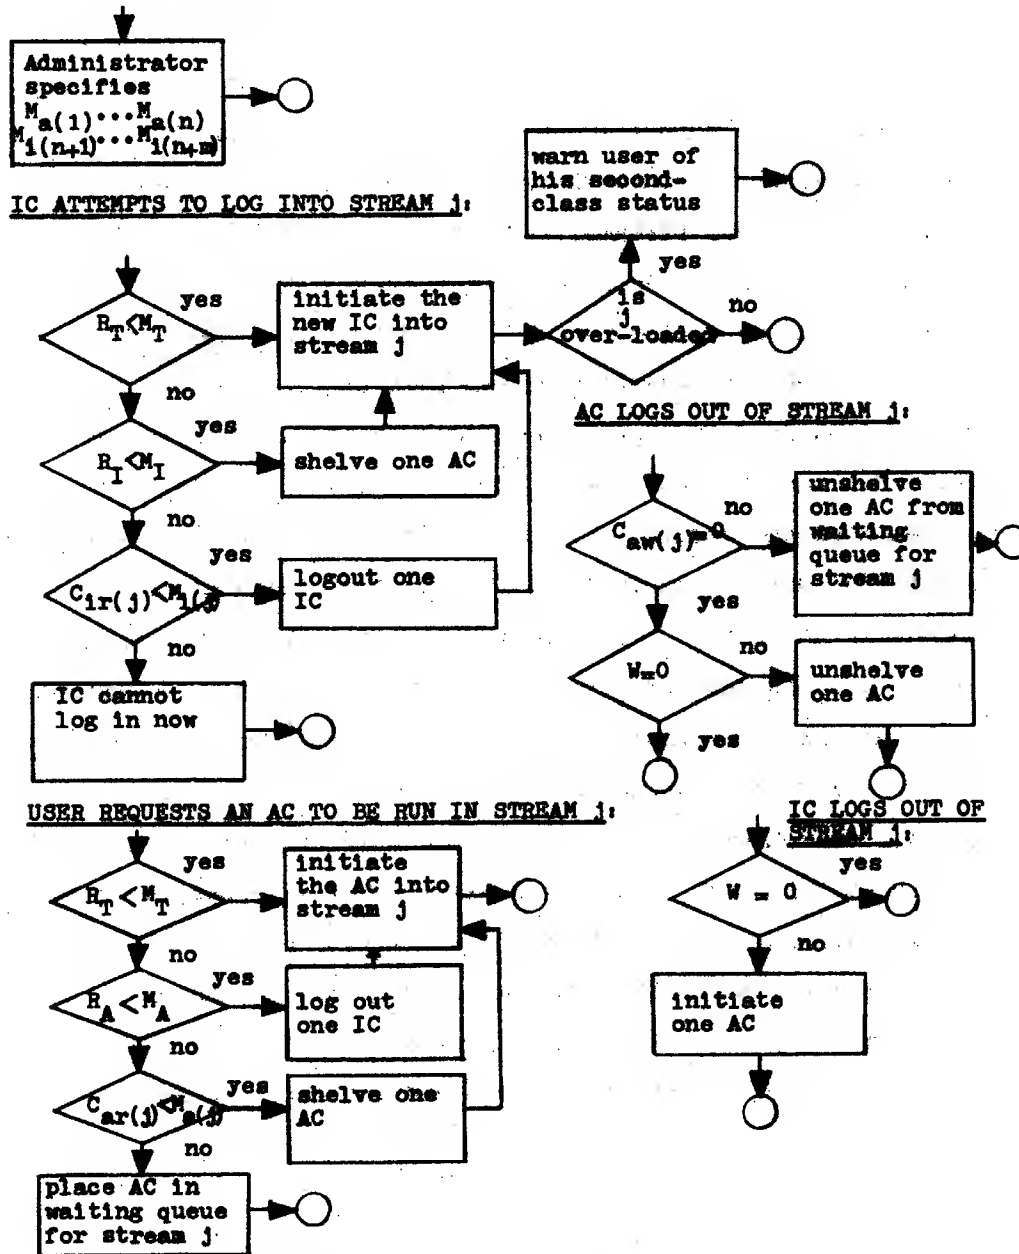 Administrator
specifies
M a(1)...M a(n)
M i(n+1)...M i(n+m)
IC ATTEMPTS TO LOG INTO STREAM j:
R_T<M_T
yes
no
initiate the
new IC into
stream j
is
j
over-loaded
yes
no
warn user of
his second-
class status
R_I<M_I
yes
no
shelve one AC
C_ir(j)<M_i(j)
yes
no
logout one
IC
IC cannot
log in now
AC LOGS OUT OF STREAM j:
C_aw(j)=0
no
yes
unshelve
one AC from
waiting
queue for
stream j
W=0
no
yes
unshelve
one AC
USER REQUESTS AN AC TO BE RUN IN STREAM j:
R_T<M_T
yes
no
initiate
the AC into
stream j
R_A<M_A
yes
no
log out
one IC
C_ar(j)<M_a(j)
yes
no
shelve one
AC
place AC in
waiting queue
for stream j
IC LOGS OUT OF
STREAM j:
W = 0
yes
no
initiate
one AC